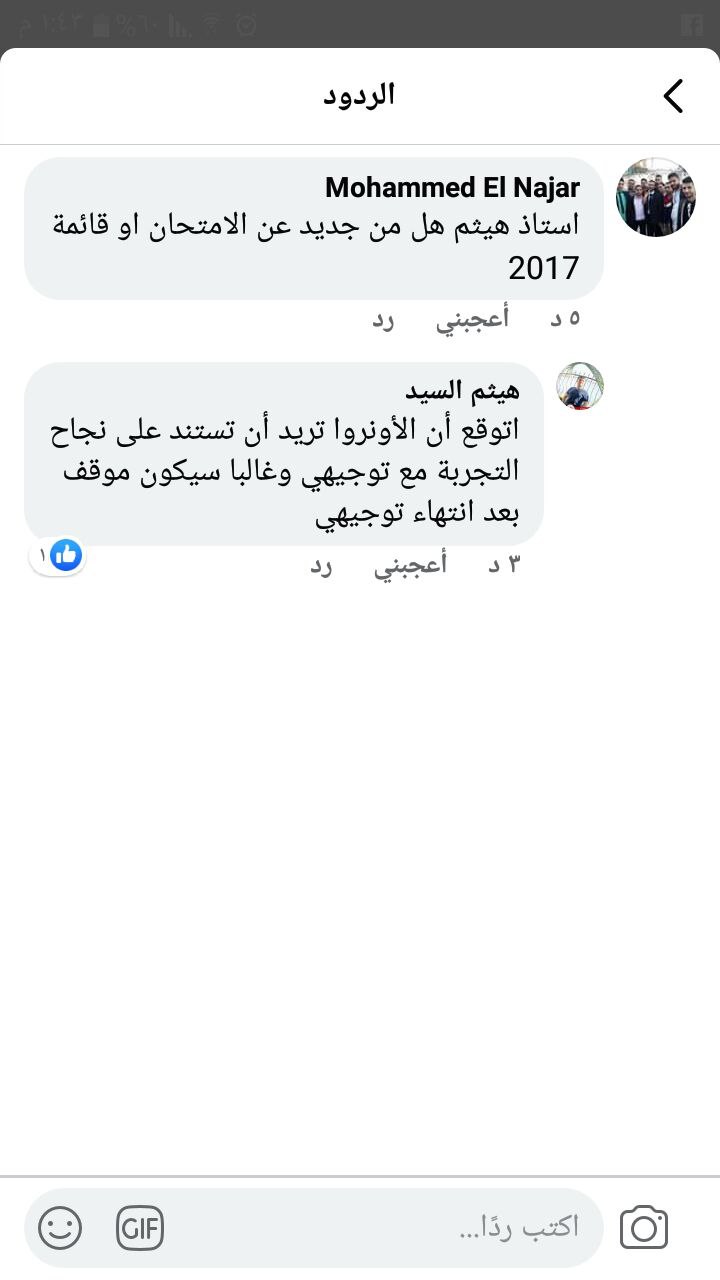 ١:٤٣ م ٦٠%
الردود
Mohammed El Najar
استاذ هيثم هل من جديد عن الامتحان او قائمة
2017
٥ د أعجبني رد
هيثم السيد
اتوقع أن الأونروا تريد أن تستند على نجاح
التجربة مع توجيهي وغالبا سيكون موقف
بعد انتهاء توجيهي
٣ د أعجبني رد
١
اكتب ردًا...
GIF